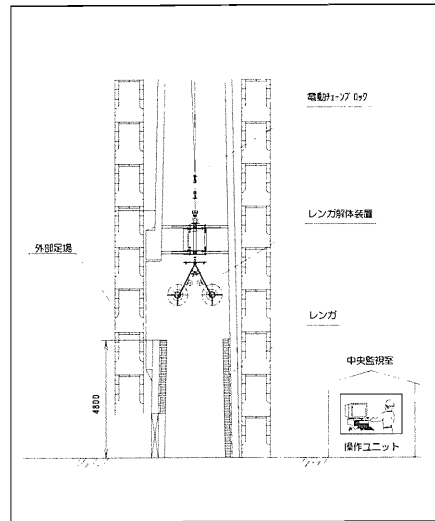 電動チェーンブロック
レンガ解体装置
外部足場
レンガ
中央監視室
4800
操作ユニット